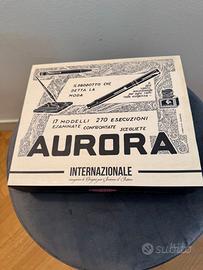 IL PRODOTTO CHE
DETTA LA
MODA
17 MODELLI 270 ESECUZIONI
ESAMINATE CONFRONTATE SCEGLIETE
AURORA
INTERNAZIONALE
subito